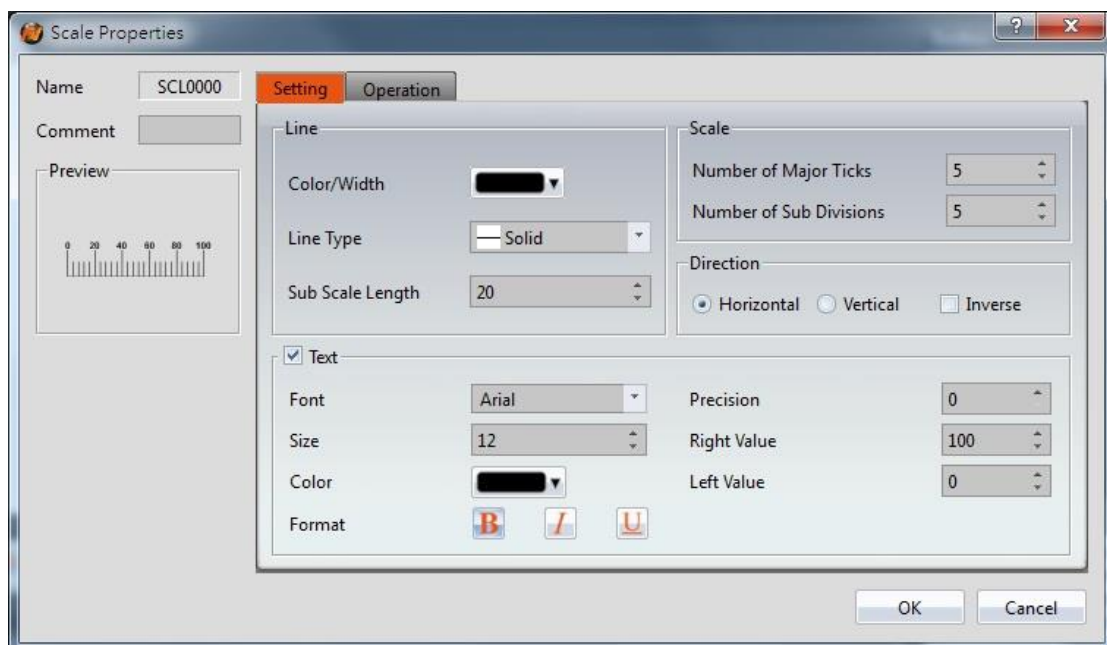 Scale Properties
?
X
Name SCL0000
Comment
Preview
0 20 40 60 80 100
Setting Operation
Line
Color/Width
Line Type Solid
Sub Scale Length 20
Scale
Number of Major Ticks 5
Number of Sub Divisions 5
Direction
Horizontal Vertical Inverse
Text
Font Arial
Size 12
Color
Format B I U
Precision 0
Right Value 100
Left Value 0
OK Cancel